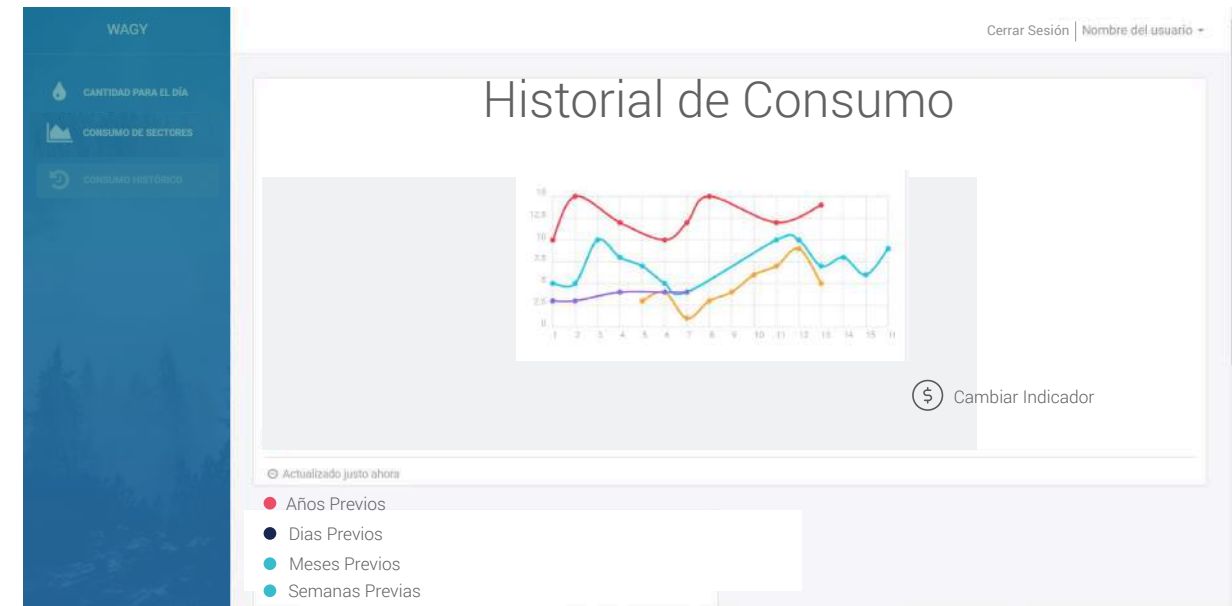 WAGY
Cerrar Sesión | Nombre del usuario
CANTIDAD PARA EL DÍA
CONSUMO DE SECTORES
CONSUMO HISTÓRICO
Historial de Consumo
12.5
10
7.5
5
2.5
0
1 2 3 4 5 6 7 8 9 10 11 12 13 14 15
$ Cambiar Indicador
Actualizado justo ahora
Años Previos
Dias Previos
Meses Previos
Semanas Previas